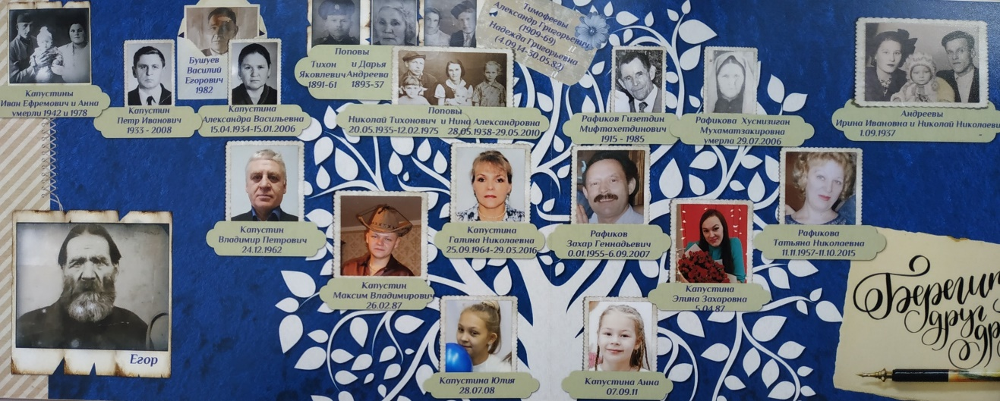 Капустины
Иван Ефремович и Анна
умерли 1942 и 1978
Капустин
Петр Иванович
1933 - 2008
Бушуев
Василий
Егорович
1982
Капустина
Александра Васильевна
15.04.1934-15.01.2006
Поповы
Тихон и Дарья
Яковлевич Андреева
1891-61 1893-37
Поповы
Николай Тихонович и Нина Александровна
20.05.1935-12.02.1975 28.05.1938-29.05.2010
Тимофеевы
Александр Григорьевич
(1909-69)
Надежда Григорьевна
(4.09.14-30.05.82)
Рафиков Гизетдин
Мифтахетдинович
1915 - 1985
Рафикова Хуснизиган
Мухаматзакировна
умерла 29.07.2006
Андреевы
Ирина Ивановна и Николай Николаеви
1.09.1937
Капустин
Владимир Петрович
24.12.1962
Капустина
Галина Николаевна
25.09.1964-29.03.2016
Рафиков
Захар Геннадьевич
0.01.1955-6.09.2007
Рафикова
Татьяна Николаевна
11.11.1957-11.10.2015
Капустин
Максим Владимирович
26.02.87
Капустина
Элина Захаровна
5.04.87
Егор
Капустина Юлия
28.07.08
Капустина Анна
07.09.11
Берегит
друг
др